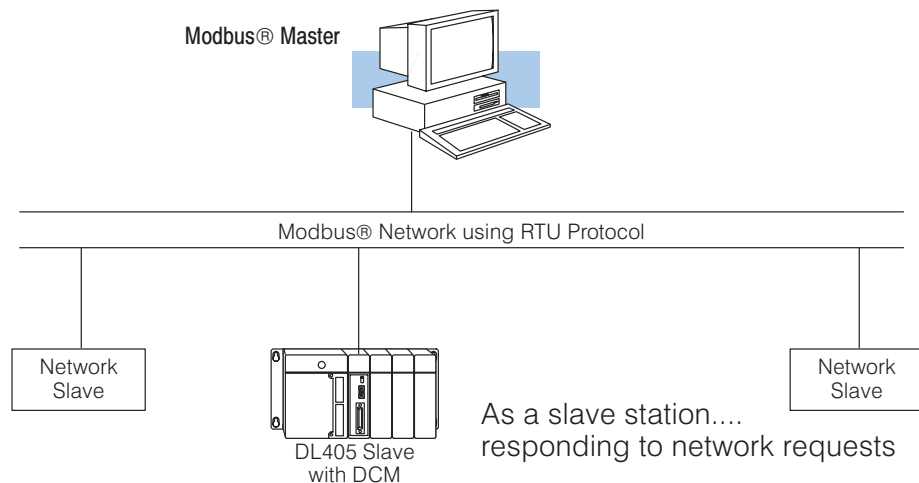 Modbus® Master
Modbus® Network using RTU Protocol
Network
Slave
DL405 Slave
with DCM
As a slave station....
responding to network requests
Network
Slave